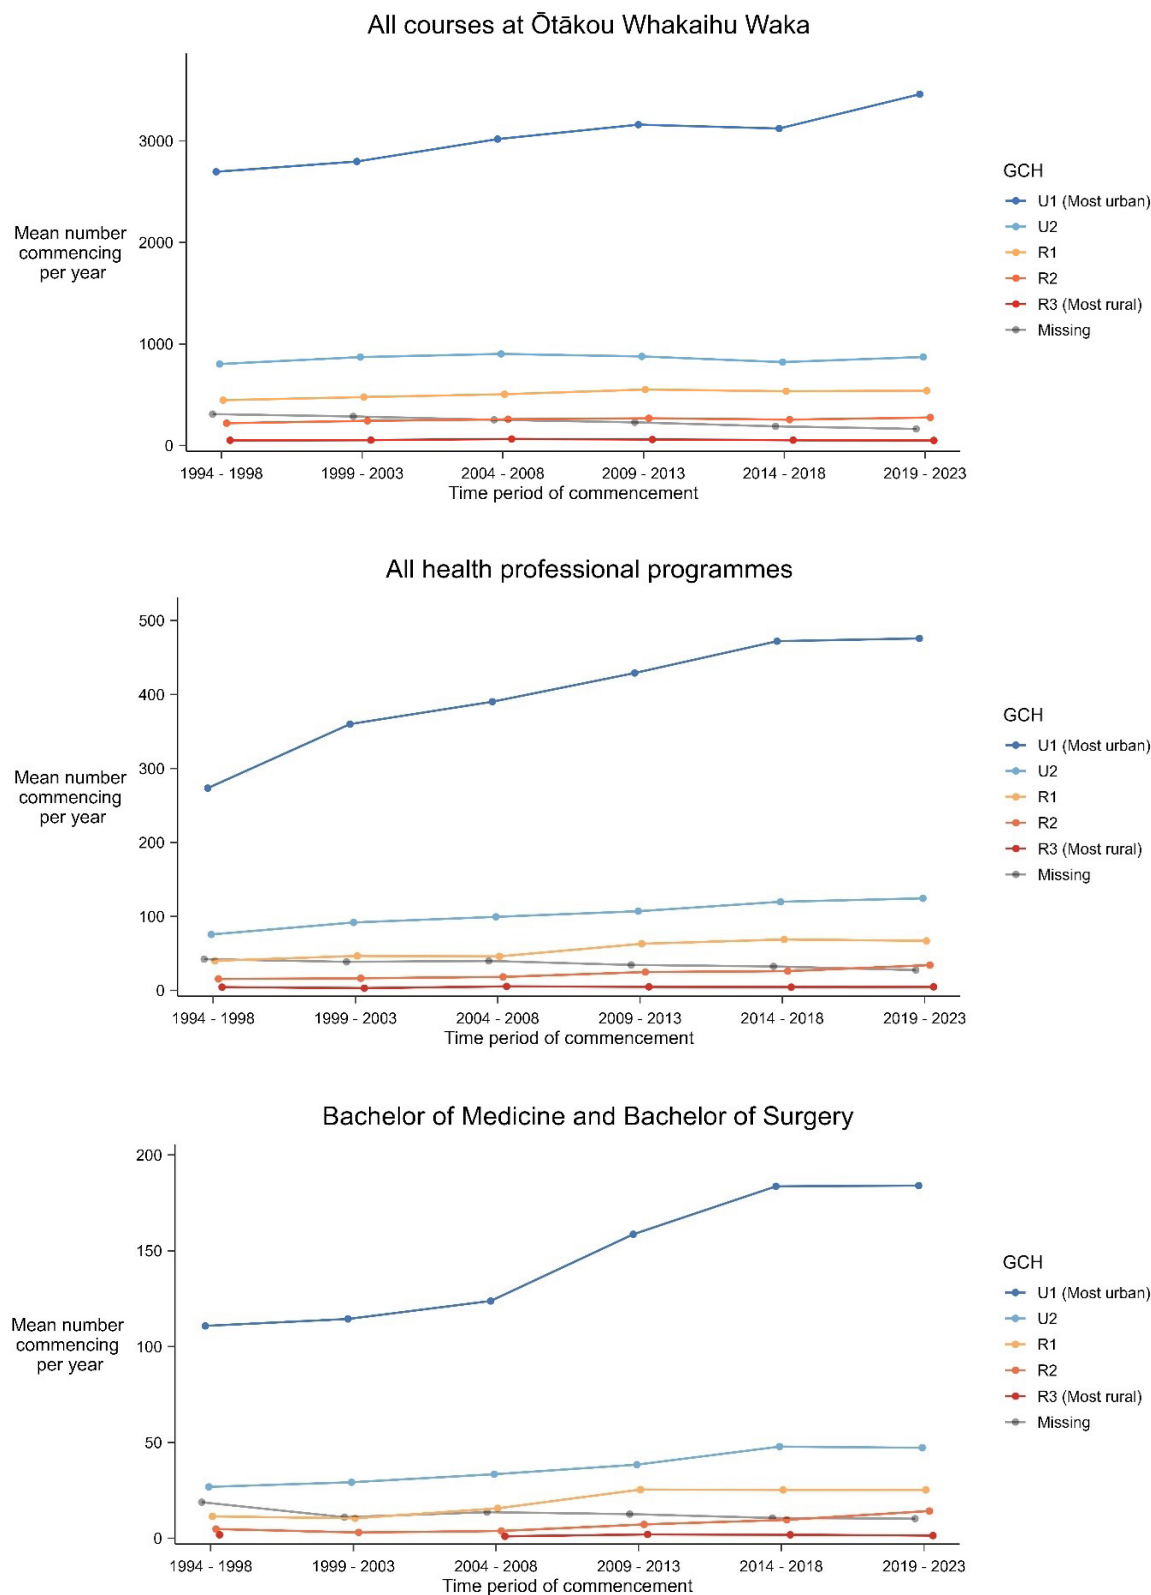 All courses at Ōtākou Whakaihu Waka
3000
2000
1000
0
Mean number
commencing
per year
1994 - 1998
1999 - 2003
2004 - 2008
2009 - 2013
2014 - 2018
2019 - 2023
Time period of commencement
GCH
U1 (Most urban)
U2
R1
R2
R3 (Most rural)
Missing
All health professional programmes
500
400
300
200
100
0
Mean number
commencing
per year
1994 - 1998
1999 - 2003
2004 - 2008
2009 - 2013
2014 - 2018
2019 - 2023
Time period of commencement
GCH
U1 (Most urban)
U2
R1
R2
R3 (Most rural)
Missing
Bachelor of Medicine and Bachelor of Surgery
200
150
100
50
0
Mean number
commencing
per year
1994 - 1998
1999 - 2003
2004 - 2008
2009 - 2013
2014 - 2018
2019 - 2023
Time period of commencement
GCH
U1 (Most urban)
U2
R1
R2
R3 (Most rural)
Missing